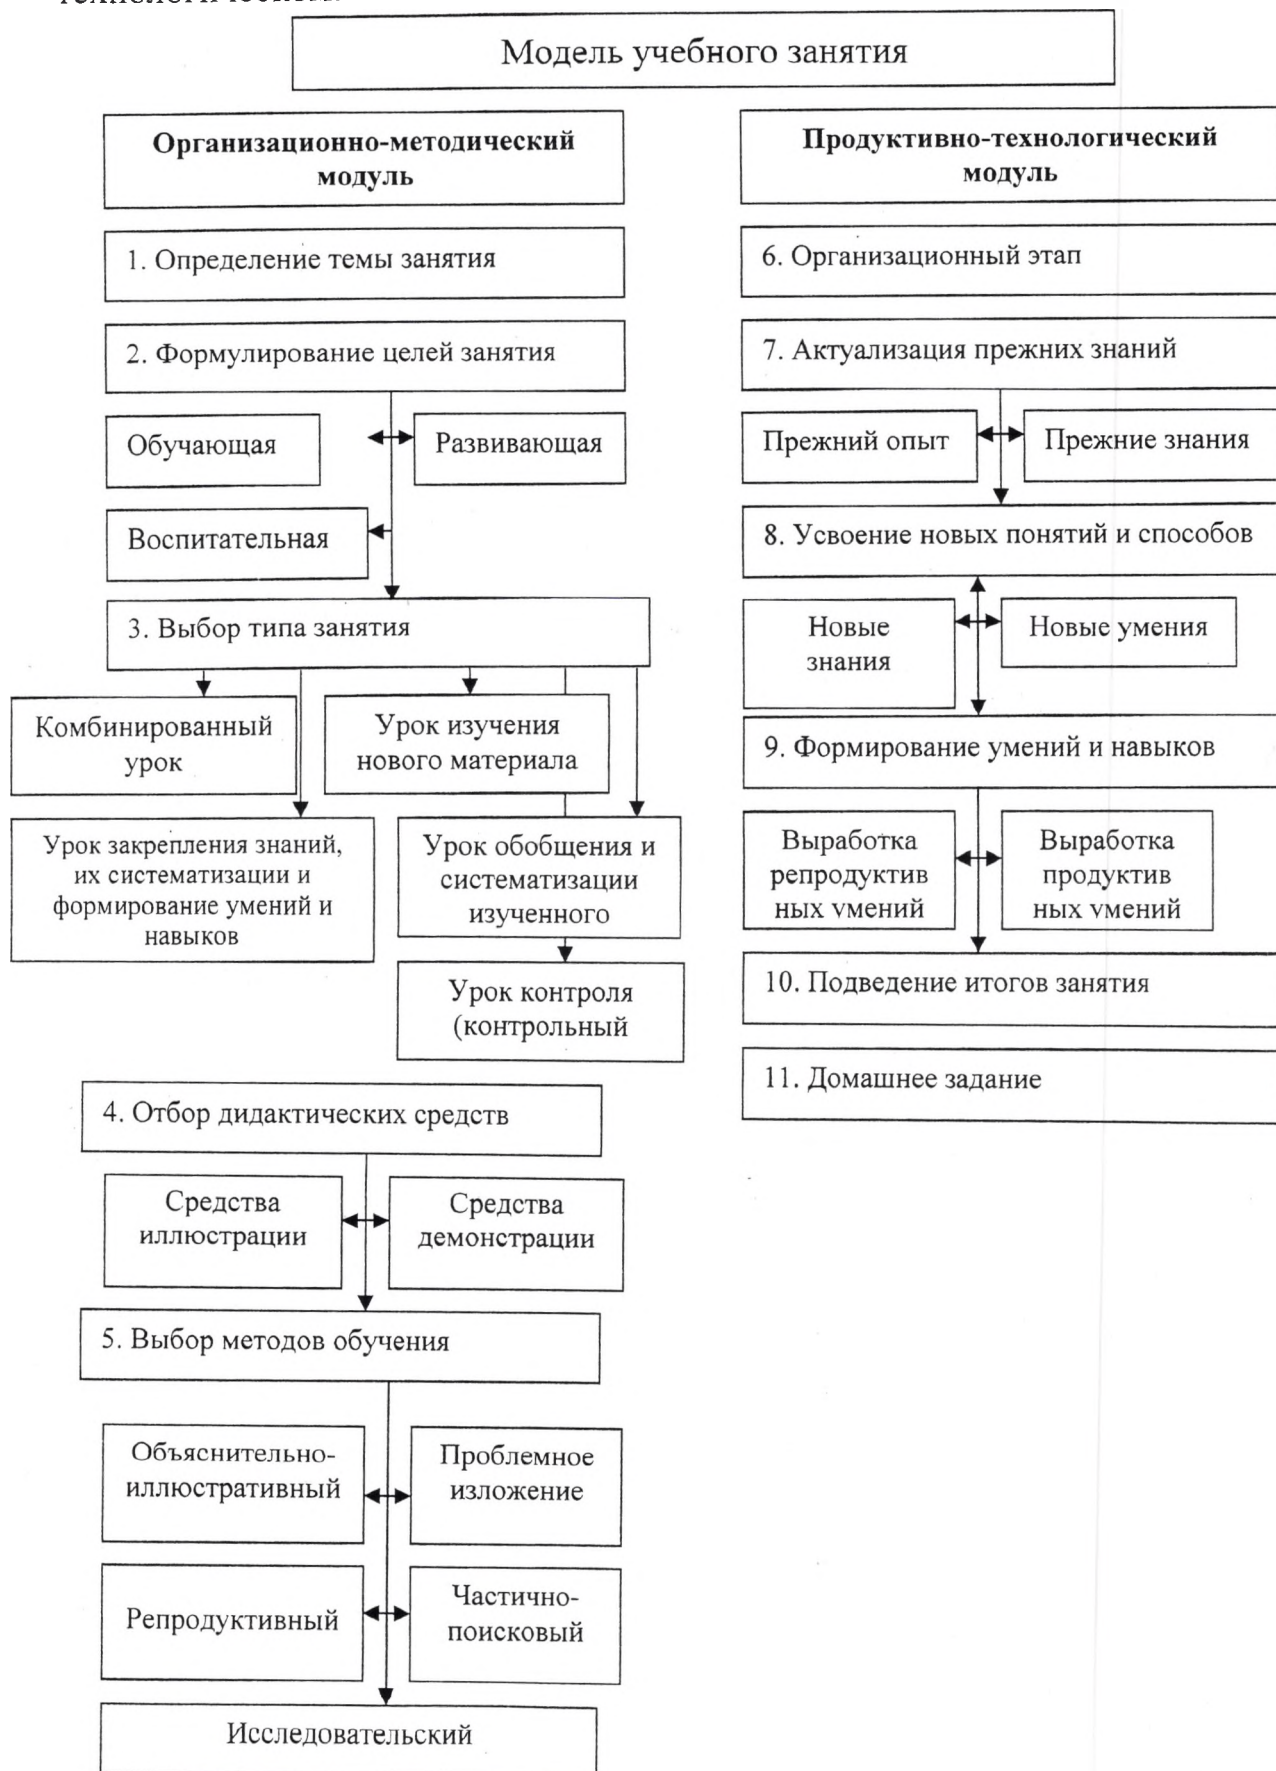 Модель учебного занятия
Организационно-методический
модуль
1. Определение темы занятия
2. Формулирование целей занятия
Обучающая
Развивающая
Воспитательная
3. Выбор типа занятия
Комбинированный
урок
Урок изучения
нового материала
Урок закрепления знаний,
их систематизации и
формирование умений и
навыков
Урок обобщения и
систематизации
изученного
Урок контроля
(контрольный
4. Отбор дидактических средств
Средства
иллюстрации
Средства
демонстрации
5. Выбор методов обучения
Объяснительно-
иллюстративный
Проблемное
изложение
Репродуктивный
Частично-
поисковый
Исследовательский
Продуктивно-технологический
модуль
6. Организационный этап
7. Актуализация прежних знаний
Прежний опыт
Прежние знания
8. Усвоение новых понятий и способов
Новые
знания
Новые умения
9. Формирование умений и навыков
Выработка
репродуктив
ных умений
Выработка
продуктив
ных умений
10. Подведение итогов занятия
11. Домашнее задание